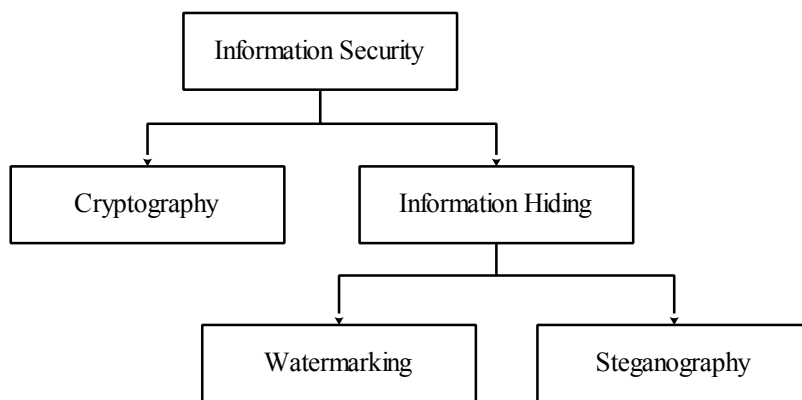 Information Security
Cryptography
Information Hiding
Watermarking
Steganography